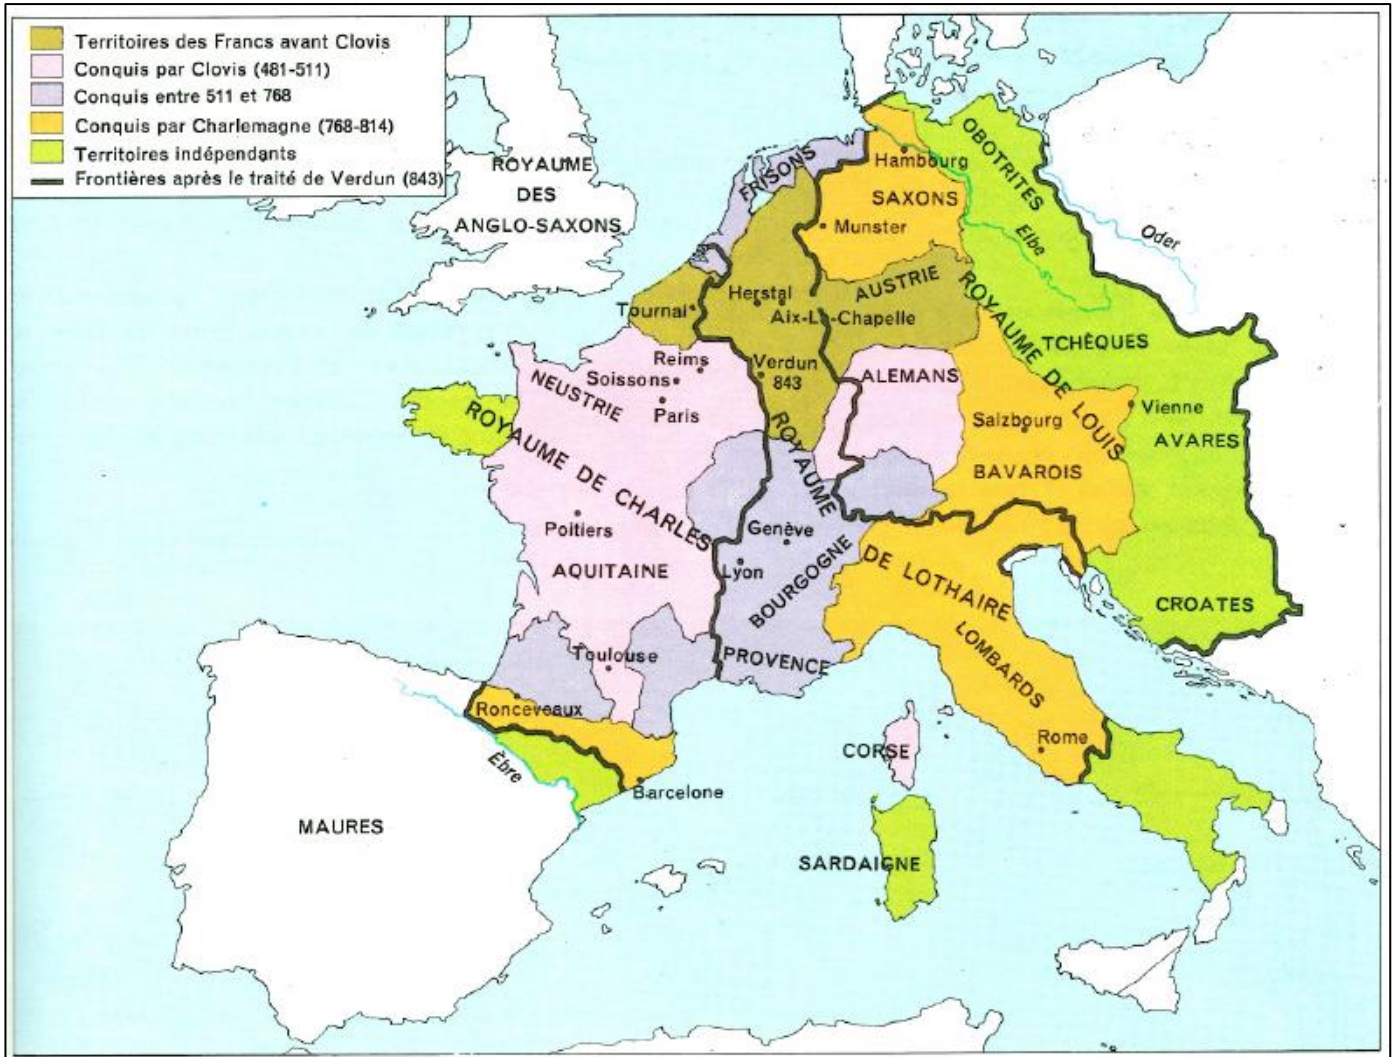 Territoires des Francs avant Clovis
Conquis par Clovis (481-511)
Conquis entre 511 et 768
Conquis par Charlemagne (768-814)
Territoires indépendants
Frontières après le traité de Verdun (843)
ROYAUME
DES
ANGLO-SAXONS
FRISONS
Hambourg
OBOTRITES
SAXONS
Munster
Elbe
Oder
AUSTRIE
Herstal
Aix-La-Chapelle
Tournai
ROYAUME DE LOUIS
TCHÈQUES
Reims
Soissons
Verdun
843
NEUSTRIE
Paris
ALEMANS
Vienne
Salzbourg
AVARES
BAVAROIS
ROYAUME DE CHARLES
ROYAUME
DE LOTHAIRE
Poitiers
Genève
Lyon
BOURGOGNE
AQUITAINE
CROATES
Toulouse
PROVENCE
LOMBARDS
Ronceveaux
Rome
Èbre
CORSE
Barcelone
MAURES
SARDAIGNE